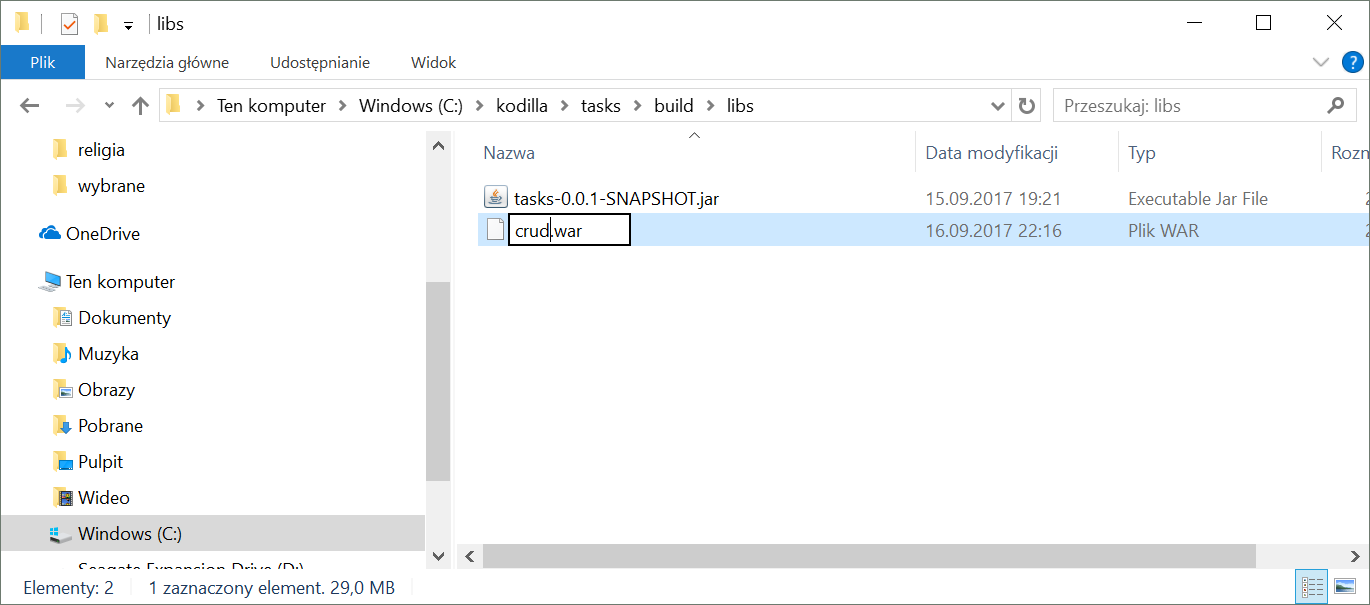 libs
Plik Narzędzia główne Udostępnianie Widok ?
Ten komputer Windows (C:) kodilla tasks build libs Przeszukaj: libs
religia
wybrane
OneDrive
Ten komputer
Dokumenty
Muzyka
Obrazy
Pobrane
Pulpit
Wideo
Windows (C:)
Seagate Expansion Drive (D:)
Nazwa Data modyfikacji Typ Rozm
tasks-0.0.1-SNAPSHOT.jar 15.09.2017 19:21 Executable Jar File 2
crud.war 16.09.2017 22:16 Plik WAR 2
Elementy: 2 1 zaznaczony element. 29,0 MB